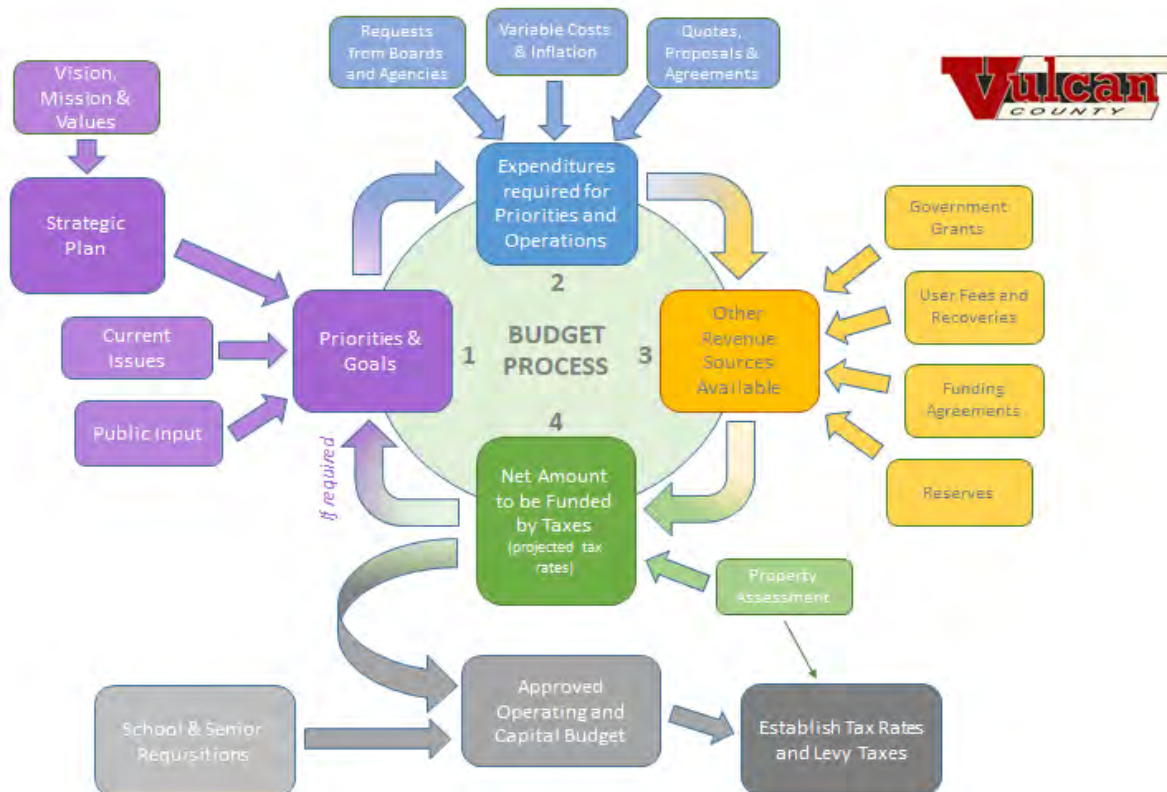 Requests
from Boards
and Agencies
Variable Costs
& Inflation
Quotes,
Proposals &
Agreements
Vulcan
COUNTY
Vision,
Mission &
Values
Strategic
Plan
Current
Issues
Public Input
Priorities &
Goals
Expenditures
required for
Priorities and
Operations
1
2
BUDGET
PROCESS
3
4
Other
Revenue
Sources
Available
Government
Grants
User Fees and
Recoveries
Funding
Agreements
Reserves
If required
Net Amount
to be Funded
by Taxes
(projected tax
rates)
Property
Assessment
School & Senior
Requisitions
Approved
Operating and
Capital Budget
Establish Tax Rates
and Levy Taxes